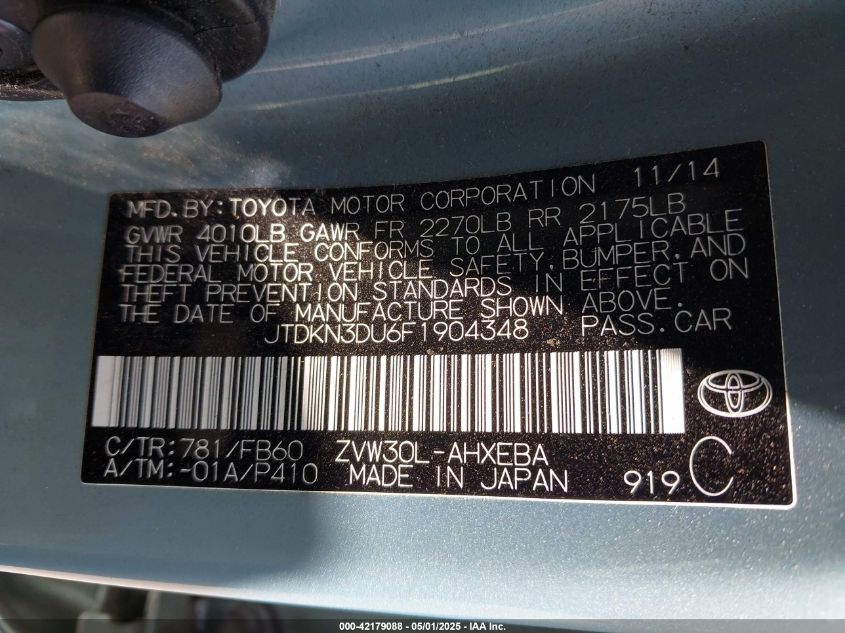 MFD. BY: TOYOTA MOTOR CORPORATION 11/14
GVWR 4010LB GAWR FR 2270LB RR 2175LB
THIS VEHICLE CONFORMS TO ALL APPLICABLE
FEDERAL MOTOR VEHICLE SAFETY, BUMPER, AND
THEFT PREVENTION STANDARDS IN EFFECT ON
THE DATE OF MANUFACTURE SHOWN ABOVE.
JTDKN3DU6F1904348 PASS. CAR
C/TR: 781/FB60 ZVW30L-AHXEBA
A/TM: -01A/P410 MADE IN JAPAN 919 C
000-42179088 - 05/01/2025 - IAA Inc.